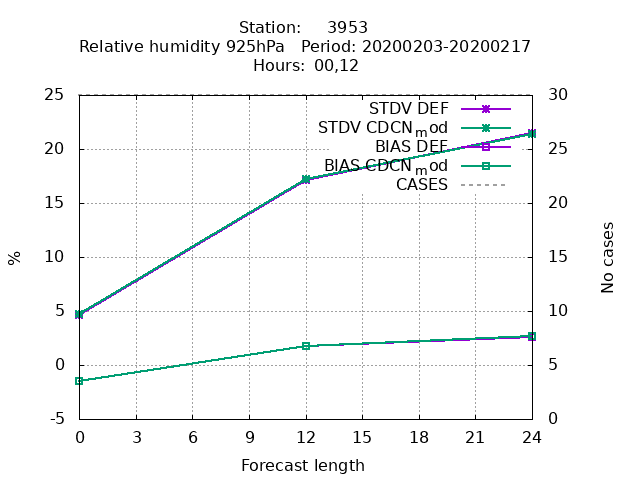 Station: 3953
Relative humidity 925hPa Period: 20200203-20200217
Hours: 00,12
25 30
STDV DEF
STDV CDCNmod
20 BIAS DEF 25
BIAS CDCNmod
CASES
15 20
10 15
% No cases
5 10
0 5
-5 0
0 3 6 9 12 15 18 21 24
Forecast length